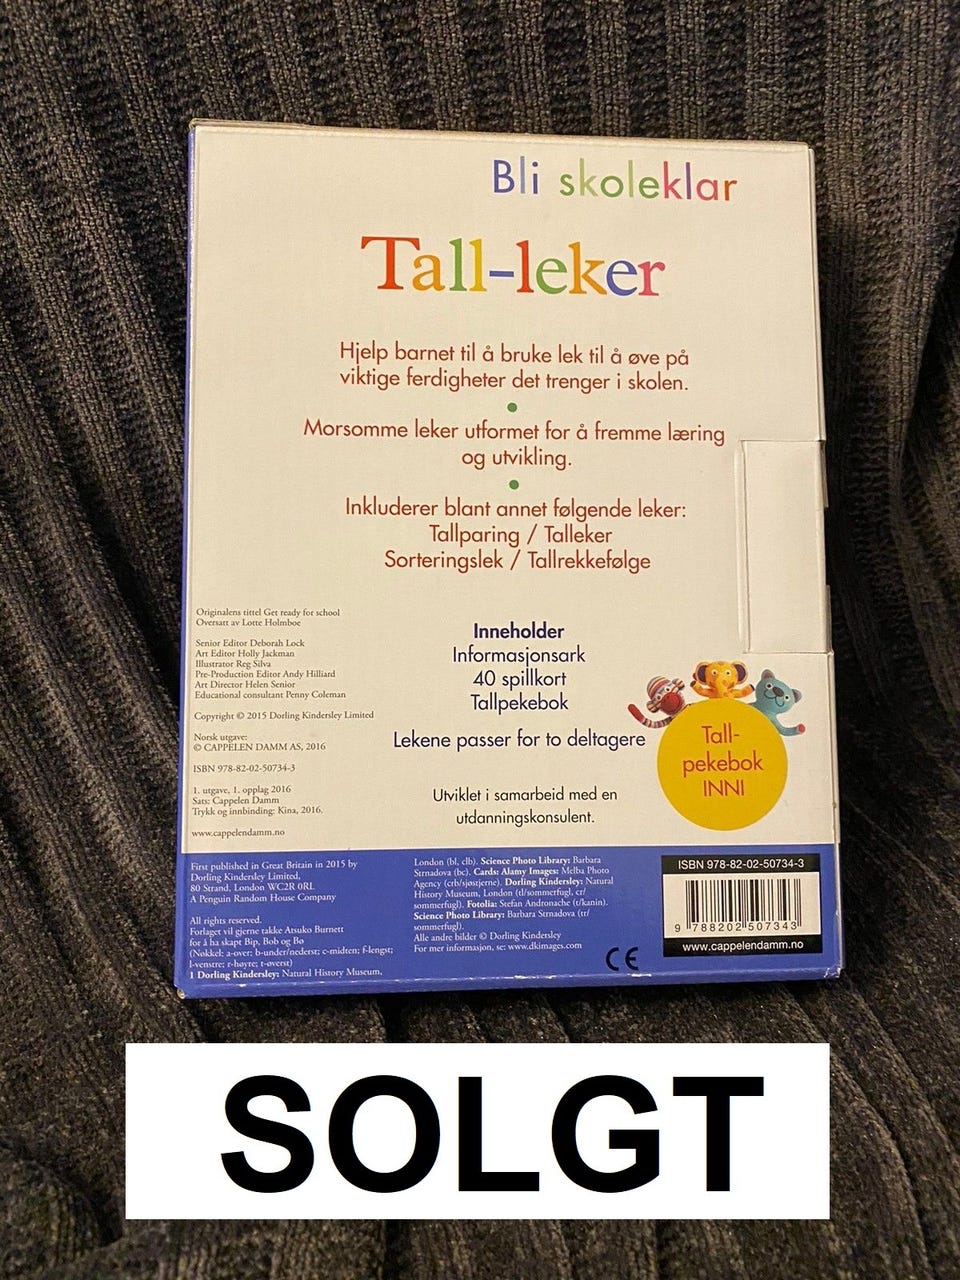 Bli skoleklar
Tall-leker
Hjelp barnet til å bruke lek til å øve på
viktige ferdigheter det trenger i skolen.
Morsomme leker utformet for å fremme læring
og utvikling.
Inkluderer blant annet følgende leker:
Tallparing / Talleker
Sorteringslek / Tallrekkefølge
Originalens tittel Get ready for school
Oversatt av Lotte Holmboe
Senior Editor Deborah Lock
Art Editor Holly Jackman
Illustrator Reg Silva
Pre-Production Editor Andy Hilliard
Art Director Helen Senior
Educational consultant Penny Coleman
Copyright © 2015 Dorling Kindersley Limited
Norsk utgave:
© CAPPELEN DAMM AS, 2016
ISBN 978-82-02-50734-3
1. utgave, 1. opplag 2016
Sats: Cappelen Damm
Trykk og innbinding: Kina, 2016.
www.cappelendamm.no
Inneholder
Informasjonsark
40 spillkort
Tallpekebok
Lekene passer for to deltagere
Utviklet i samarbeid med en
utdanningskonsulent.
Tall-
pekebok
INNI
First published in Great Britain in 2015 by
Dorling Kindersley Limited,
80 Strand, London WC2R 0RL
A Penguin Random House Company
All rights reserved.
Forlaget vil gjerne takke Atsuko Burnett
for å ha skapt Bip, Bob og Bø
(Nøkkel: a-over; b-under/nederst; c-midten; f-lengst;
l-venstre; r-høyre; t-øverst)
1 Dorling Kindersley: Natural History Museum,
London (bl, clb). Science Photo Library: Barbara
Strnadova (bc). Cards: Alamy Images: Melba Photo
Agency (crb/sjøstjerne). Dorling Kindersley: Natural
History Museum, London (tl/sommerfugl, cr/
sommerfugl). Fotolia: Stefan Andronache (t/kanin).
Science Photo Library: Barbara Strnadova (tr/
sommerfugl).
Alle andre bilder © Dorling Kindersley
For mer informasjon, se: www.dkimages.com
CE
ISBN 978-82-02-50734-3
9 788202 507343
www.cappelendamm.no
SOLGT